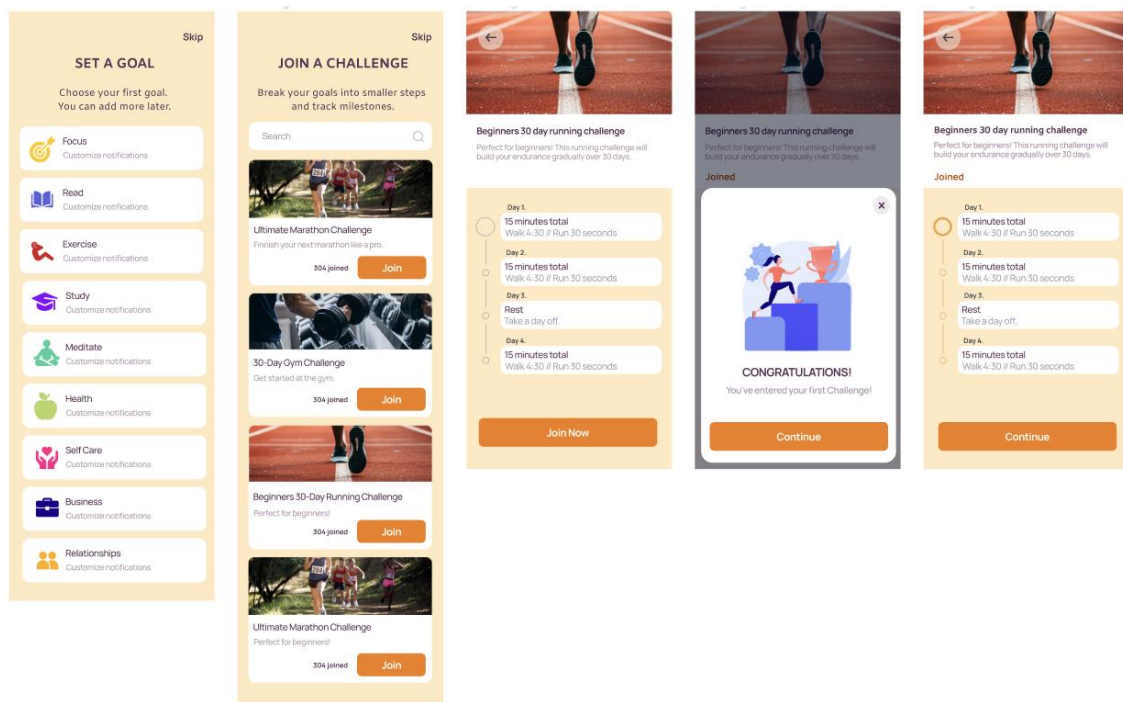 Skip
SET A GOAL
Choose your first goal.
You can add more later.
Focus
Customize notifications
Read
Customize notifications
Exercise
Customize notifications
Study
Customize notifications
Meditate
Customize notifications
Health
Customize notifications
Self Care
Customize notifications
Business
Customize notifications
Relationships
Customize notifications
Skip
JOIN A CHALLENGE
Break your goals into smaller steps
and track milestones.
Search
284
Ultimate Marathon Challenge
Finnish your next marathon like a pro.
304 joined
Join
30-Day Gym Challenge
Get started at the gym.
304 joined
Join
Beginners 30-Day Running Challenge
Perfect for beginners!
304 joined
Join
284
Ultimate Marathon Challenge
Perfect for beginners!
304 joined
Join
Beginners 30 day running challenge
Perfect for beginners! This running challenge will
build your endurance gradually over 30 days.
Day 1.
15 minutes total
Walk 4:30 // Run 30 seconds
Day 2.
15 minutes total
Walk 4:30 // Run 30 seconds
Day 3.
Rest
Take a day off.
Day 4.
15 minutes total
Walk 4:30 // Run 30 seconds
Join Now
Beginners 30 day running challenge
Perfect for beginners! This running challenge will
build your endurance gradually over 30 days.
Joined
CONGRATULATIONS!
You've entered your first Challenge!
Continue
Beginners 30 day running challenge
Perfect for beginners! This running challenge will
build your endurance gradually over 30 days.
Joined
Day 1.
15 minutes total
Walk 4:30 // Run 30 seconds
Day 2.
15 minutes total
Walk 4:30 // Run 30 seconds
Day 3.
Rest
Take a day off.
Day 4.
15 minutes total
Walk 4:30 // Run 30 seconds
Continue